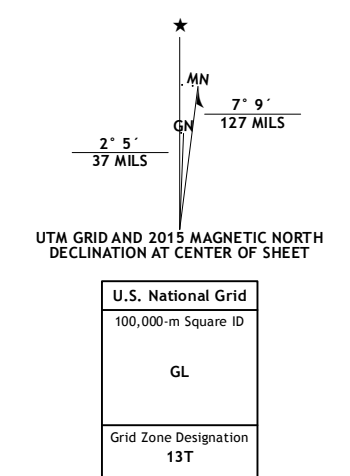 MN
7° 9´
127 MILS
GN
2° 5´
37 MILS
UTM GRID AND 2015 MAGNETIC NORTH
DECLINATION AT CENTER OF SHEET
U.S. National Grid
100,000-m Square ID
GL
Grid Zone Designation
13T